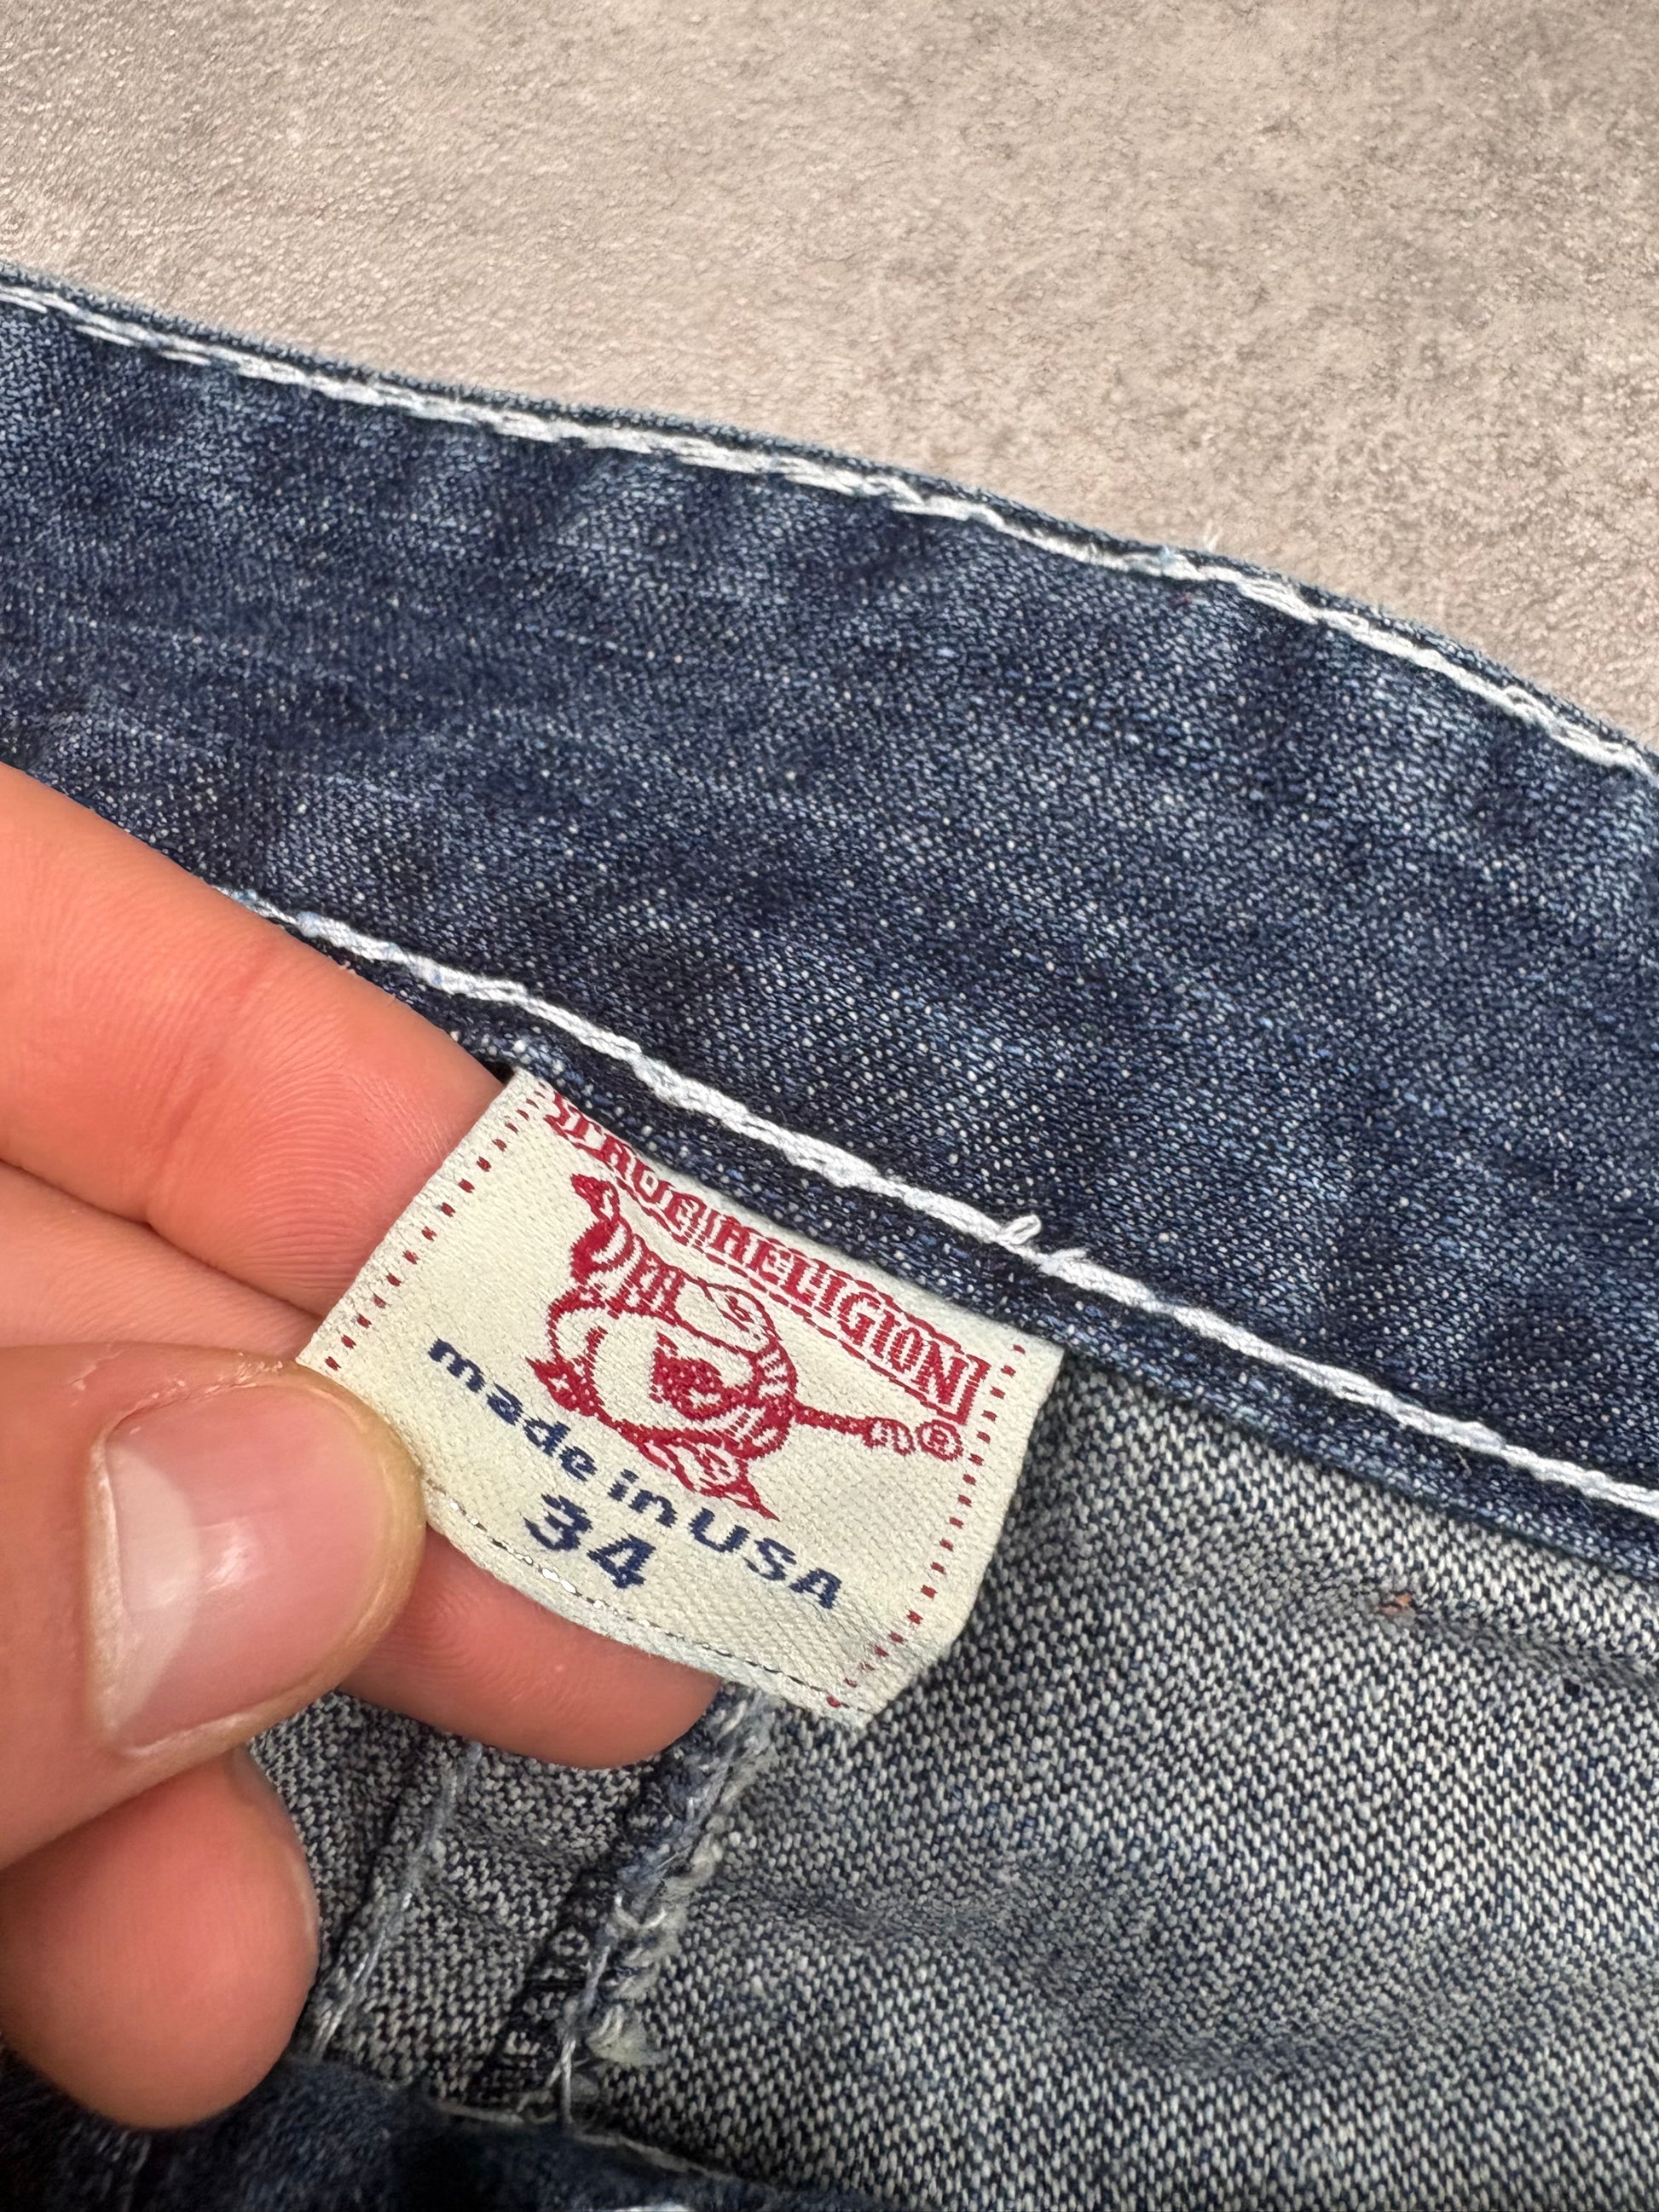 TRUE RELIGION
®
made in USA
34